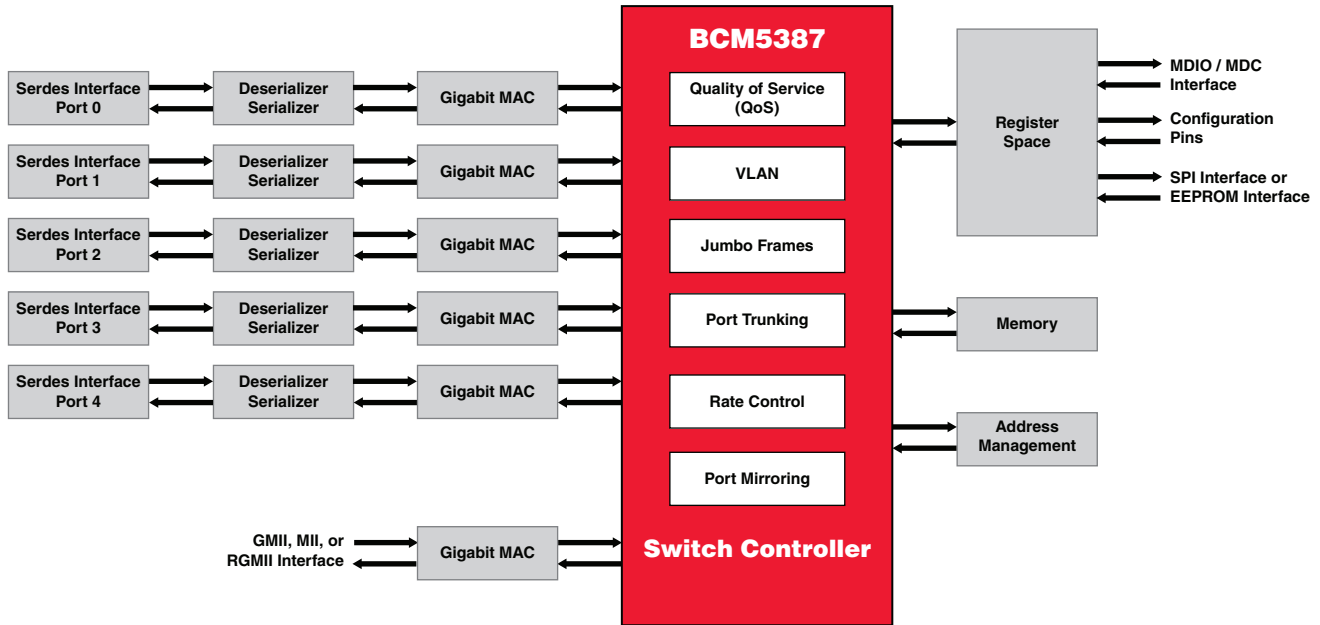 BCM5387
Serdes Interface
Port 0
Deserializer
Serializer
Gigabit MAC
Quality of Service
(QoS)
Register
Space
MDIO / MDC
Interface
Configuration
Pins
SPI Interface or
EEPROM Interface
Serdes Interface
Port 1
Deserializer
Serializer
Gigabit MAC
VLAN
Serdes Interface
Port 2
Deserializer
Serializer
Gigabit MAC
Jumbo Frames
Serdes Interface
Port 3
Deserializer
Serializer
Gigabit MAC
Port Trunking
Memory
Serdes Interface
Port 4
Deserializer
Serializer
Gigabit MAC
Rate Control
Address
Management
Port Mirroring
GMII, MII, or
RGMII Interface
Gigabit MAC
Switch Controller